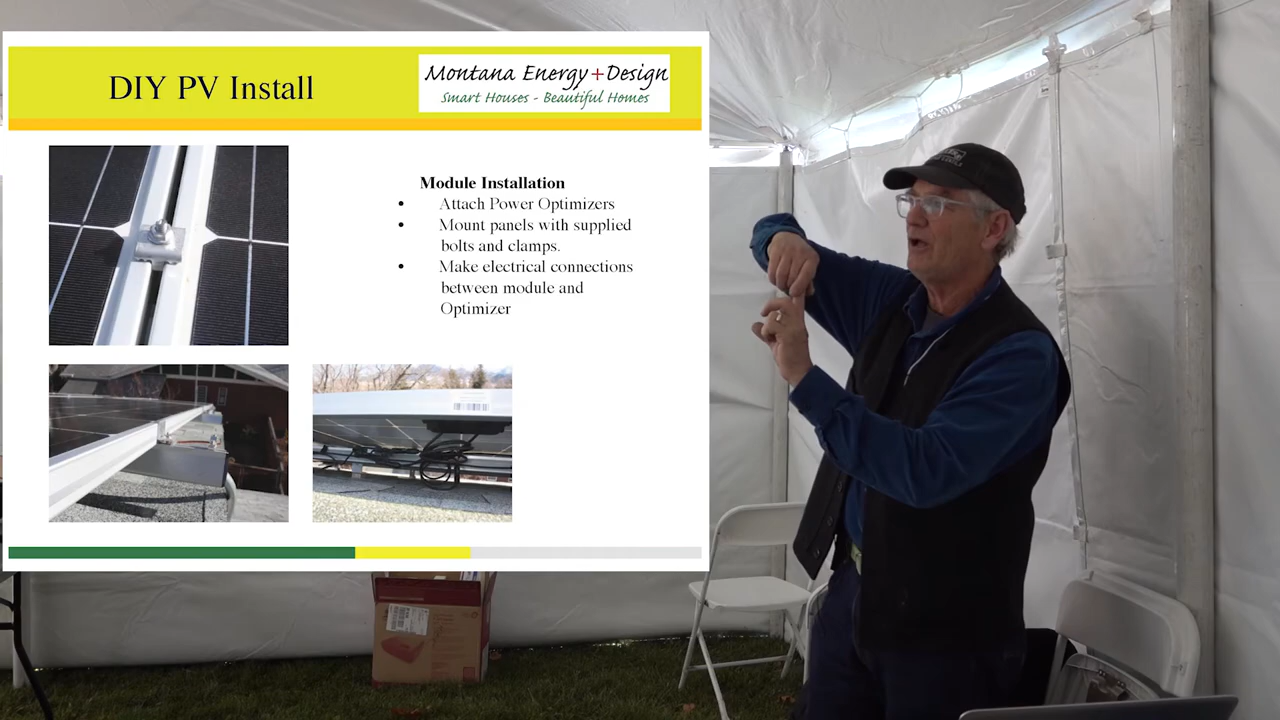 DIY PV Install
Montana Energy+Design
Smart Houses - Beautiful Homes
Module Installation
• Attach Power Optimizers
• Mount panels with supplied
bolts and clamps.
• Make electrical connections
between module and
Optimizer